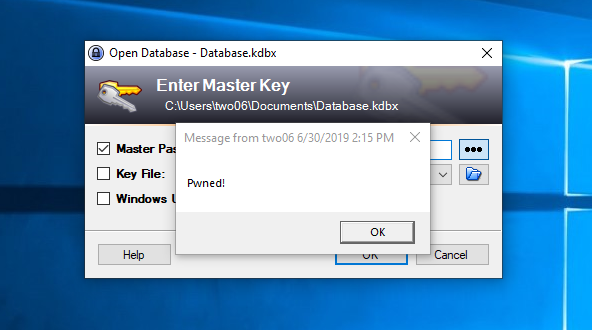 Open Database - Database.kdbx
Enter Master Key
C:\Users\two06\Documents\Database.kdbx
Message from two06 6/30/2019 2:15 PM
Master Pas
Pwned!
Key File:
Windows U
OK
Help
OK
Cancel